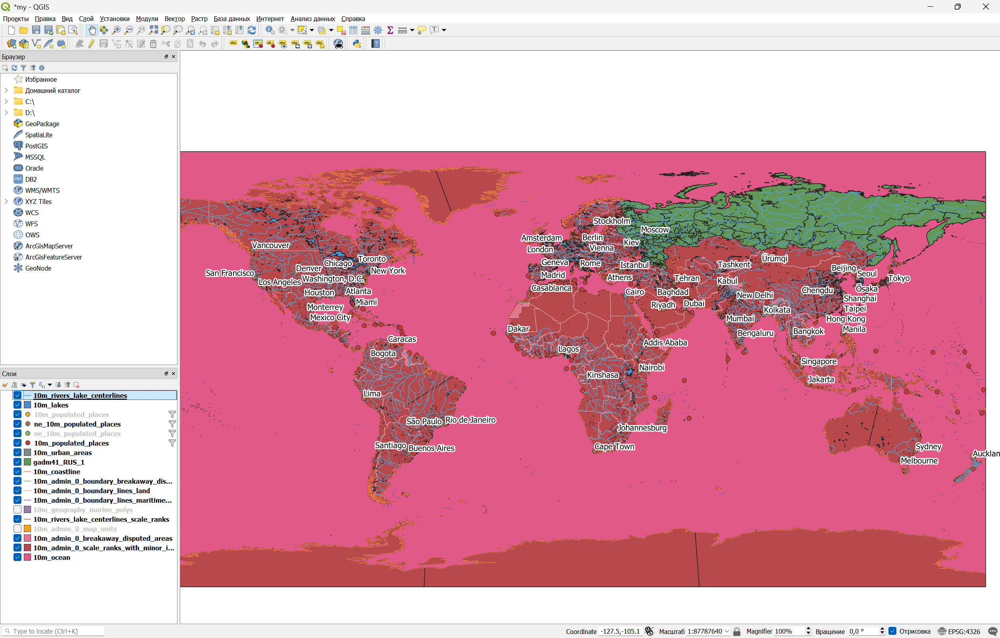 *my - QGIS
Проекты Правка Вид Слой Установки Модули Вектор Растр База данных Интернет Анализ данных Справка
Браузер
Избранное
Домашний каталог
C:\
D:\
GeoPackage
SpatiaLite
PostGIS
MSSQL
Oracle
DB2
WMS/WMTS
XYZ Tiles
WCS
WFS
OWS
ArcGisMapServer
ArcGisFeatureServer
GeoNode
Слои
10m_rivers_lake_centerlines
10m_lakes
10m_populated_places
ne_10m_populated_places
ne_10m_populated_places
10m_populated_places
10m_urban_areas
gadm41_RUS_1
10m_coastline
10m_admin_0_boundary_breakaway_dis...
10m_admin_0_boundary_lines_land
10m_admin_0_boundary_lines_maritime...
10m_geography_marine_polys
10m_rivers_lake_centerlines_scale_ranks
10m_admin_0_map_units
10m_admin_0_breakaway_disputed_areas
10m_admin_0_scale_ranks_with_minor_i...
10m_ocean
Stockholm
Moscow
Amsterdam
Berlin
Kiev
London
Vienna
Vancouver
Toronto
Chicago
Geneva
Rome
Istanbul
Tashkent
Ürümqi
Denver
New York
Beijing
Seoul
San Francisco
Washington, D.C.
Madrid
Athens
Tehran
Kabul
Tokyo
Los Angeles
Casablanca
Ōsaka
Houston
Atlanta
Cairo
Baghdad
Chengdu
New Delhi
Shanghai
Miami
Riyadh
Dubai
Monterrey
Kolkata
Taipei
Mexico City
Mumbai
Hong Kong
Dakar
Bengaluru
Bangkok
Manila
Caracas
Addis Ababa
Bogota
Lagos
Singapore
Nairobi
Kinshasa
Jakarta
Lima
São Paulo
Rio de Janeiro
Johannesburg
Santiago
Buenos Aires
Cape Town
Sydney
Aucklan
Melbourne
Type to locate (Ctrl+K)
Coordinate -127.5,-105.1 Масштаб 1:87787640 Magnifier 100% Вращение 0,0 ° Отрисовка EPSG:4326